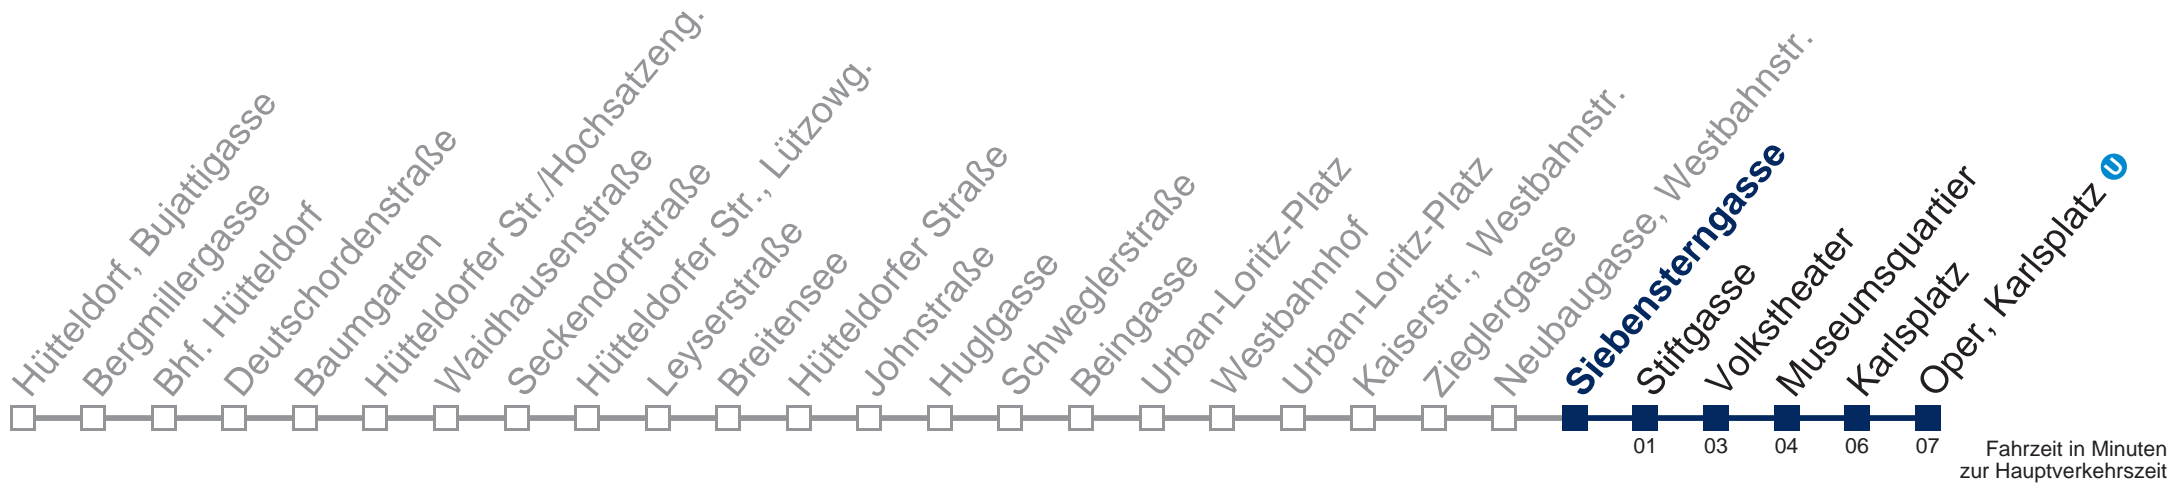 Hütteldorf, Bujattigasse
Bergmillergasse
Bhf. Hütteldorf
Deutschordenstraße
Baumgarten
Hütteldorfer Str./Hochsatzeng.
Waidhausenstraße
Seckendorfstraße
Hütteldorfer Str., Lützowg.
Leyserstraße
Breitensee
Hütteldorfer Straße
Johnstraße
Huglgasse
Schweglerstraße
Beingasse
Urban-Loritz-Platz
Westbahnhof
Urban-Loritz-Platz
Kaiserstr., Westbahnstr.
Zieglergasse
Neubaugasse, Westbahnstr.
Siebensterngasse
Stiftgasse
Volkstheater
Museumsquartier
Karlsplatz
Oper, Karlsplatz U
01 03 04 06 07
Fahrzeit in Minuten
zur Hauptverkehrszeit